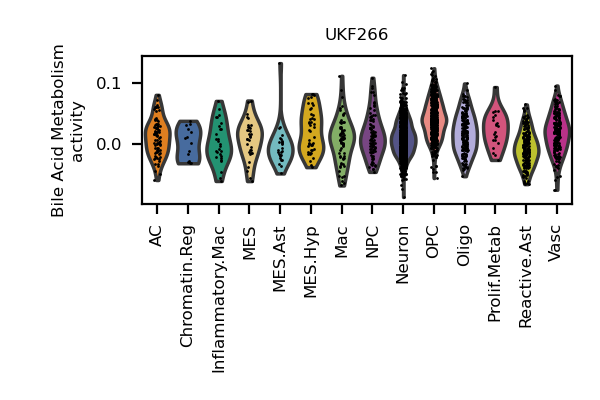 UKF266
Bile Acid Metabolism
activity
0.1
0.0
AC
Chromatin.Reg
Inflammatory.Mac
MES
MES.Ast
MES.Hyp
Mac
NPC
Neuron
OPC
Oligo
Prolif.Metab
Reactive.Ast
Vasc